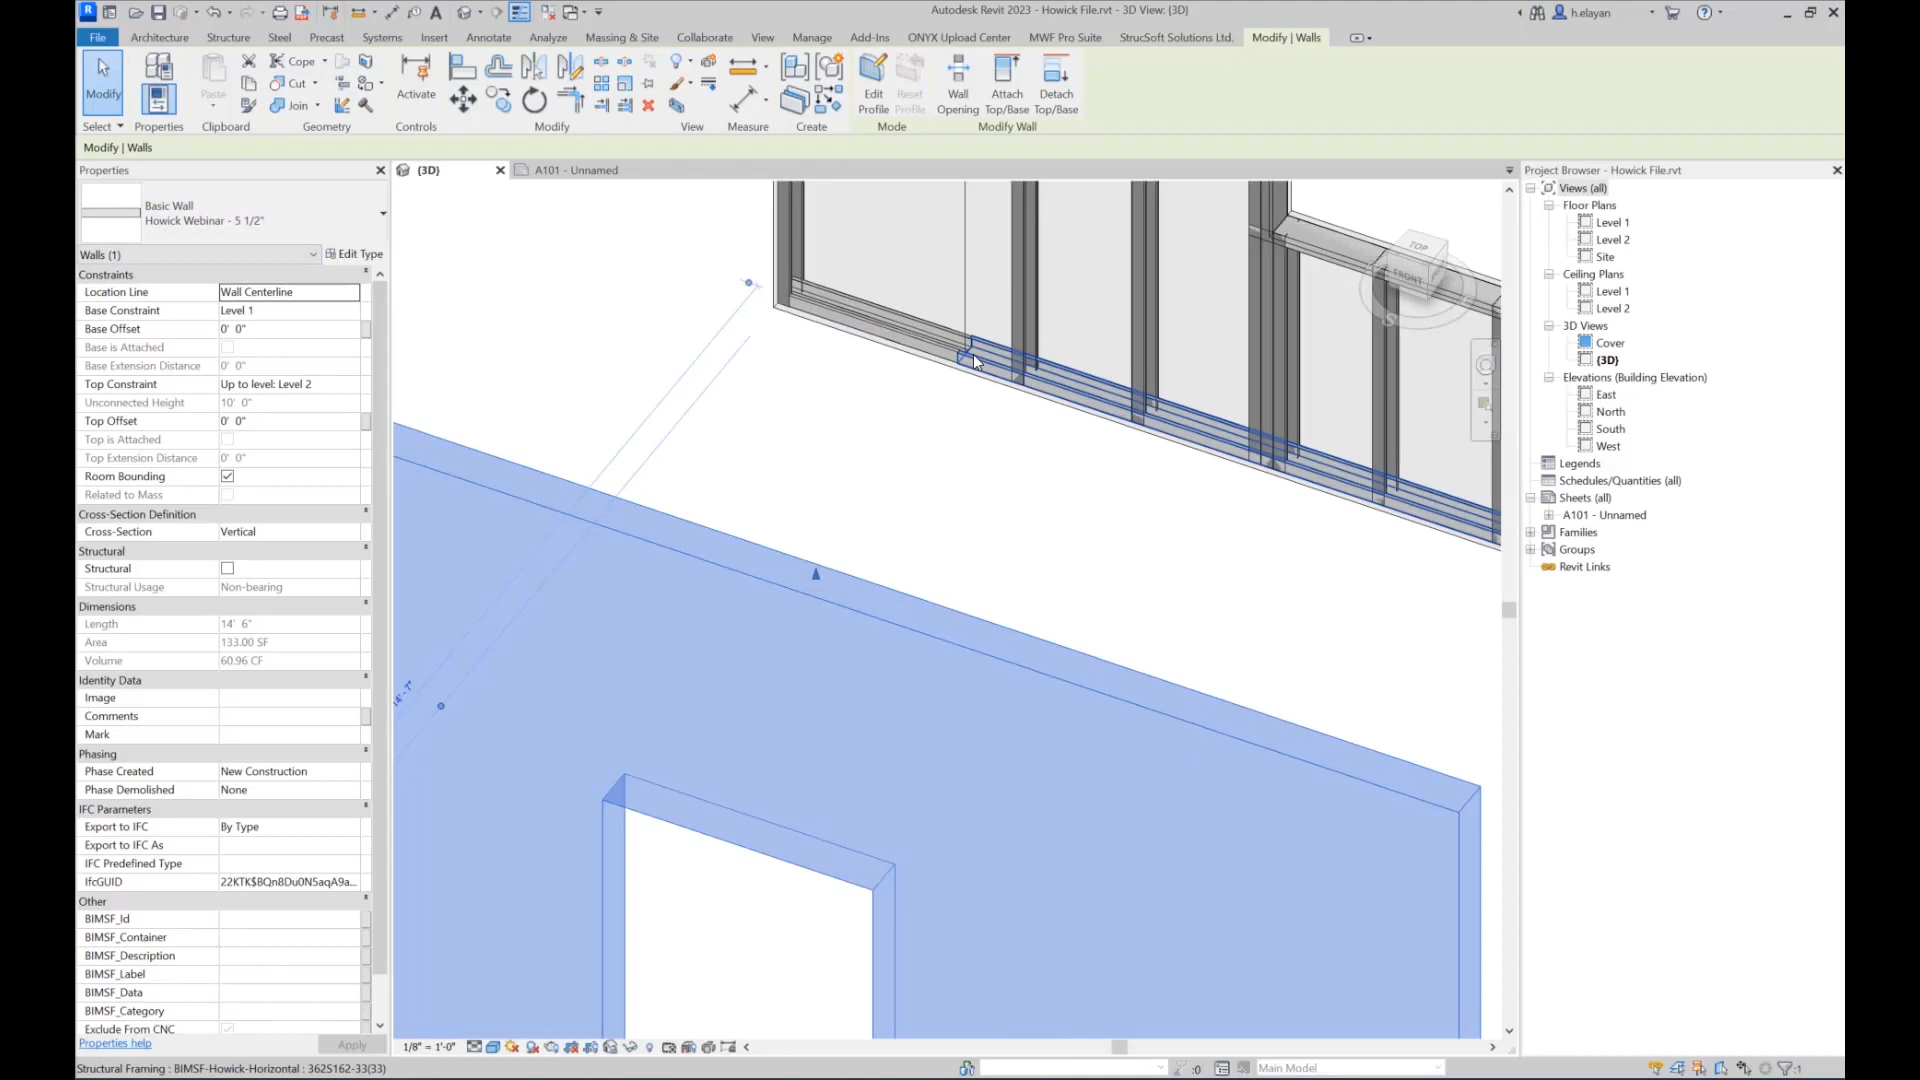 Autodesk Revit 2023 - Howick File.rvt - 3D View: {3D}
h.elayan
File Architecture Structure Steel Precast Systems Insert Annotate Analyze Massing & Site Collaborate View Manage Add-Ins ONYX Upload Center MWF Pro Suite StrucSoft Solutions Ltd. Modify | Walls
Modify
Paste
Cope
Cut
Join
Activate
Edit Profile
Reset Profile
Wall Opening
Attach Top/Base
Detach Top/Base
Select Properties Clipboard Geometry Controls Modify View Measure Create Mode Modify Wall
Modify | Walls
Properties
Basic Wall
Howick Webinar - 5 1/2"
Walls (1)
Edit Type
Constraints
Location Line Wall Centerline
Base Constraint Level 1
Base Offset 0' 0"
Base is Attached
Base Extension Distance 0' 0"
Top Constraint Up to level: Level 2
Unconnected Height 10' 0"
Top Offset 0' 0"
Top is Attached
Top Extension Distance 0' 0"
Room Bounding
Related to Mass
Cross-Section Definition
Cross-Section Vertical
Structural
Structural
Structural Usage Non-bearing
Dimensions
Length 14' 6"
Area 133.00 SF
Volume 60.96 CF
Identity Data
Image
Comments
Mark
Phasing
Phase Created New Construction
Phase Demolished None
IFC Parameters
Export to IFC By Type
Export to IFC As
IFC Predefined Type
IfcGUID 22KTK$BQn8Du0N5aqA9a...
Other
BIMSF_Id
BIMSF_Container
BIMSF_Description
BIMSF_Label
BIMSF_Data
BIMSF_Category
Exclude From CNC
Properties help
Apply
{3D}
A101 - Unnamed
TOP
FRONT
S
14' - 7"
1/8" = 1'-0"
Project Browser - Howick File.rvt
Views (all)
Floor Plans
Level 1
Level 2
Site
Ceiling Plans
Level 1
Level 2
3D Views
Cover
{3D}
Elevations (Building Elevation)
East
North
South
West
Legends
Schedules/Quantities (all)
Sheets (all)
A101 - Unnamed
Families
Groups
Revit Links
Structural Framing : BIMSF-Howick-Horizontal : 362S162-33(33)
:0
Main Model
:1